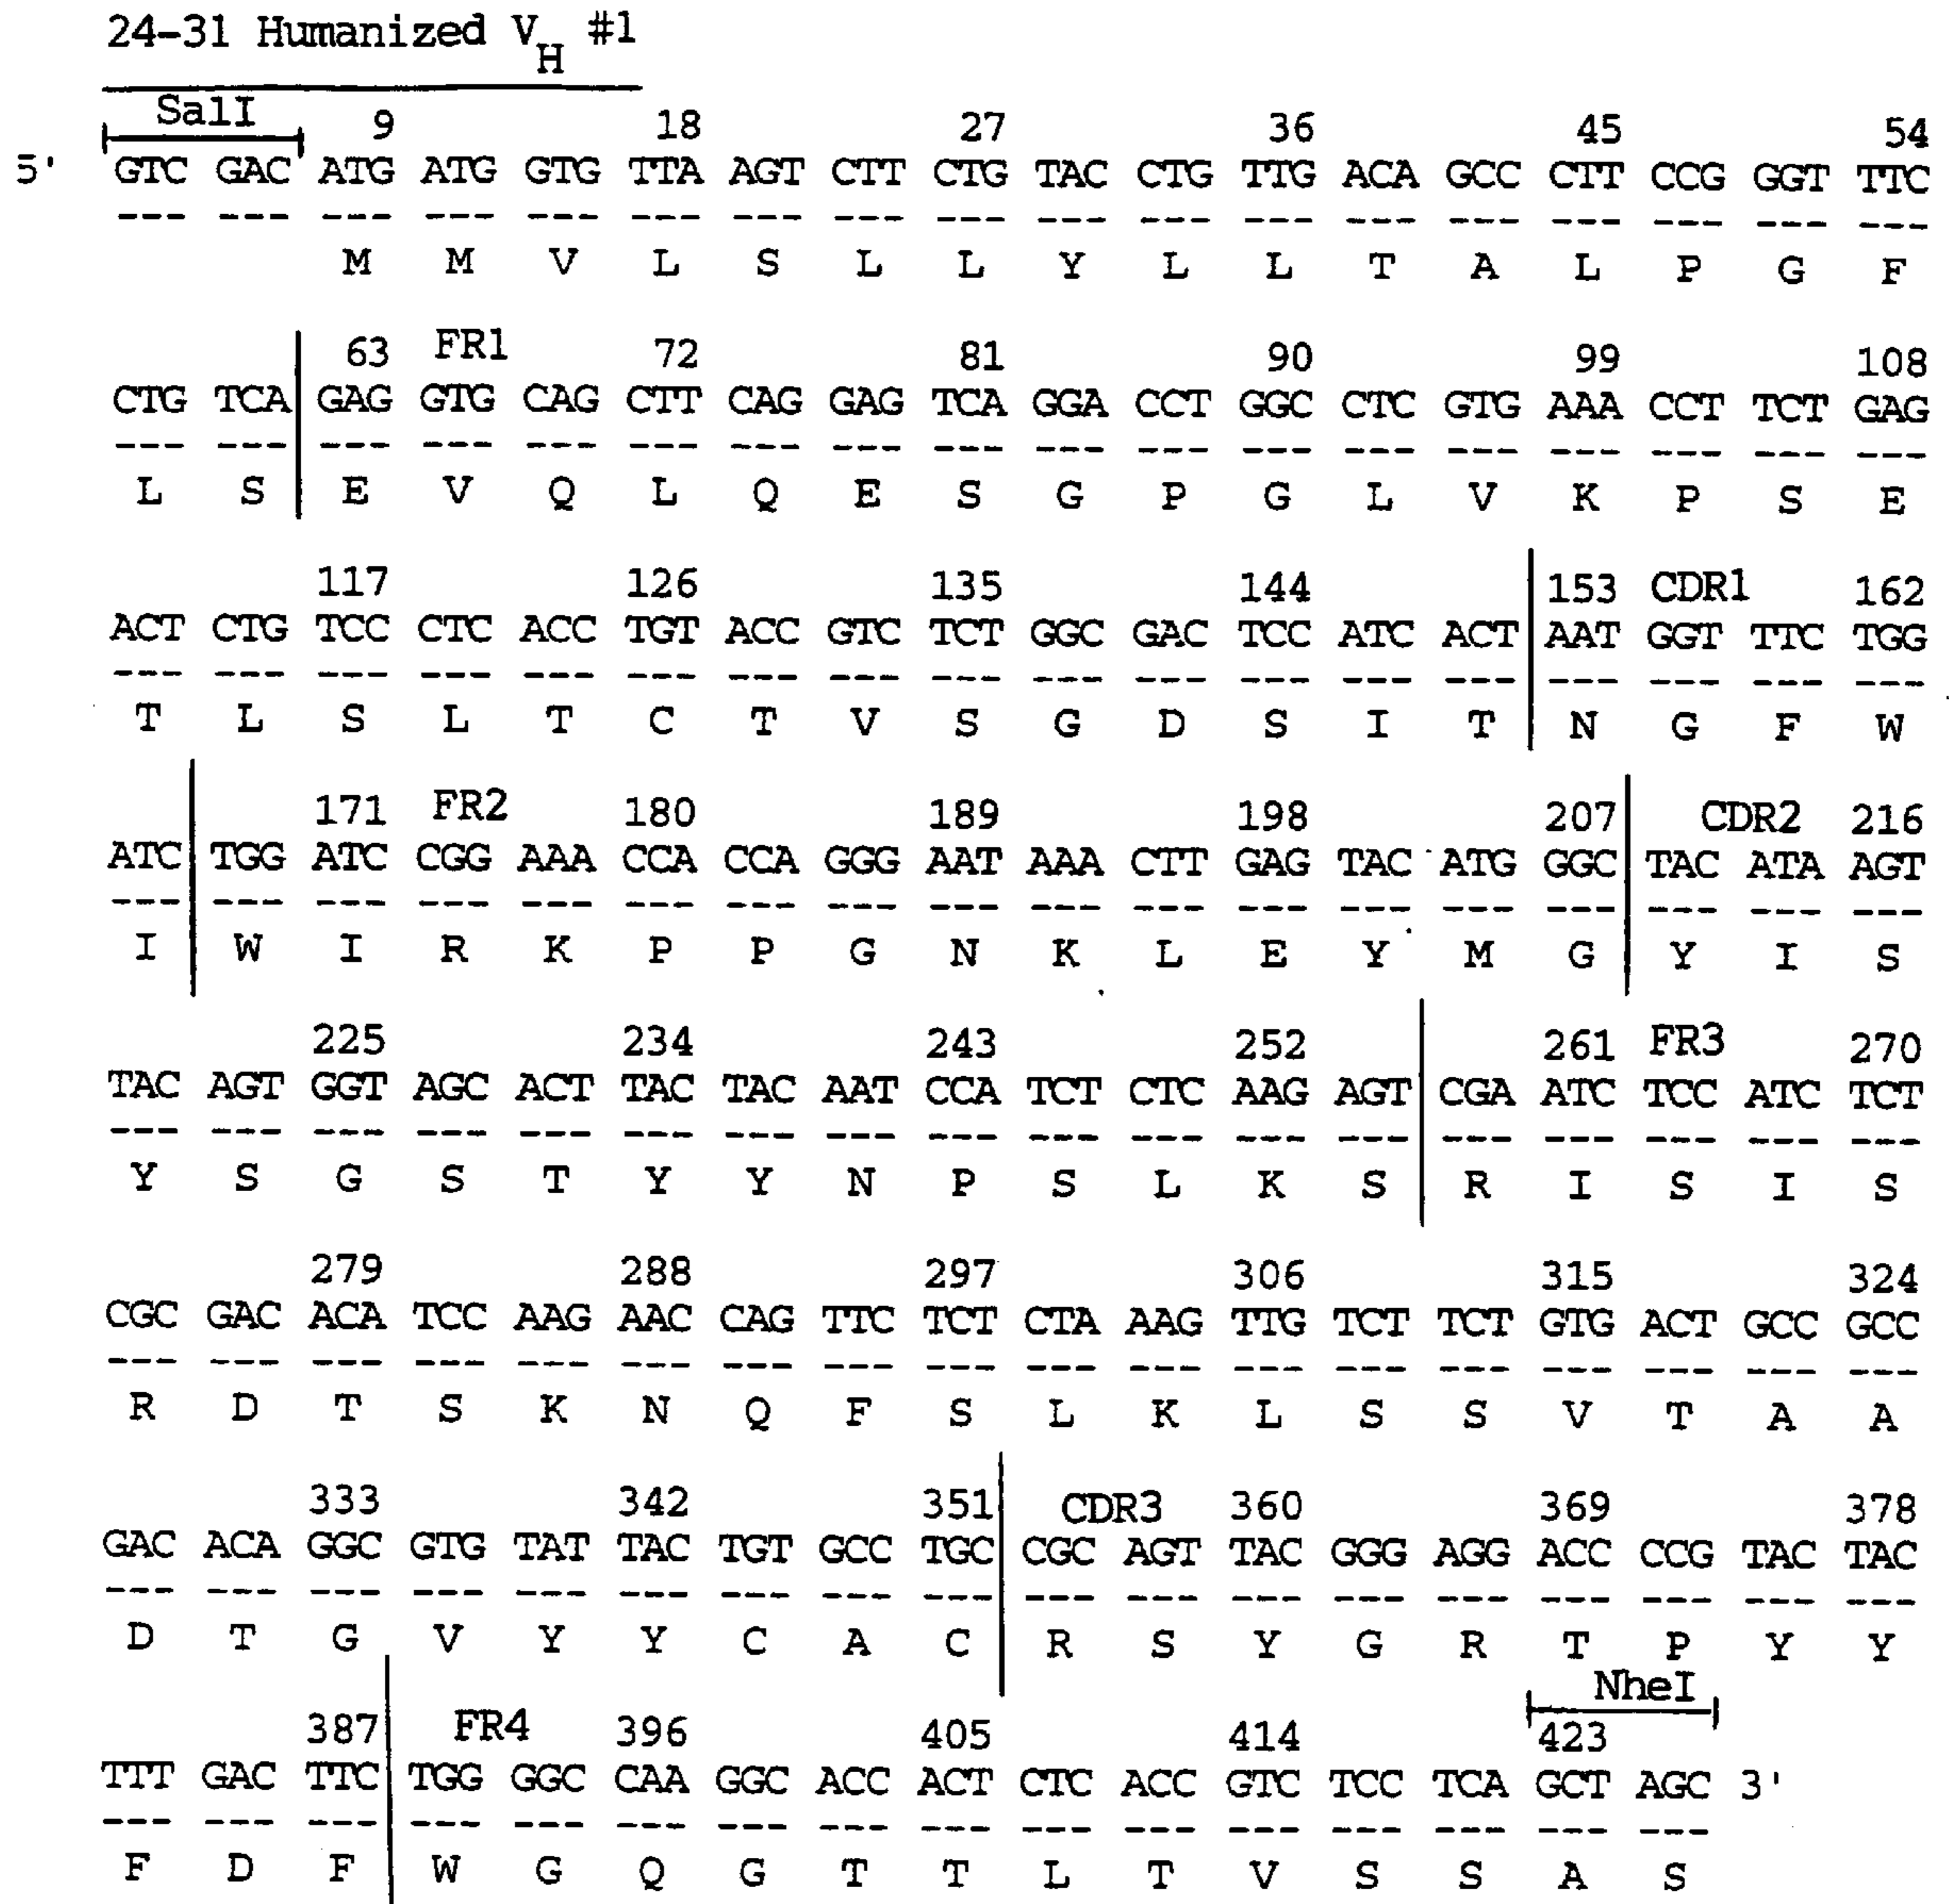 24-31 Humanized VH #1
SalI 9 18 27 36 45 54
5' GTC GAC ATG ATG GTG TTA AGT CTT CTG TAC CTG TTG ACA GCC CTT CCG GGT TTC
--- --- --- --- --- --- --- --- --- --- --- --- --- --- --- --- --- ---
M M V L S L L Y L L T A L P G F
63 FR1 72 81 90 99 108
CTG TCA GAG GTG CAG CTT CAG GAG TCA GGA CCT GGC CTC GTG AAA CCT TCT GAG
--- --- --- --- --- --- --- --- --- --- --- --- --- --- --- --- --- ---
L S E V Q L Q E S G P G L V K P S E
117 126 135 144 153 CDR1 162
ACT CTG TCC CTC ACC TGT ACC GTC TCT GGC GAC TCC ATC ACT AAT GGT TTC TGG
--- --- --- --- --- --- --- --- --- --- --- --- --- --- --- --- --- ---
T L S L T C T V S G D S I T N G F W
171 FR2 180 189 198 207 CDR2 216
ATC TGG ATC CGG AAA CCA CCA GGG AAT AAA CTT GAG TAC ATG GGC TAC ATA AGT
--- --- --- --- --- --- --- --- --- --- --- --- --- --- --- --- --- ---
I W I R K P P G N K L E Y M G Y I S
225 234 243 252 261 FR3 270
TAC AGT GGT AGC ACT TAC TAC AAT CCA TCT CTC AAG AGT CGA ATC TCC ATC TCT
--- --- --- --- --- --- --- --- --- --- --- --- --- --- --- --- --- ---
Y S G S T Y Y N P S L K S R I S I S
279 288 297 306 315 324
CGC GAC ACA TCC AAG AAC CAG TTC TCT CTA AAG TTG TCT TCT GTG ACT GCC GCC
--- --- --- --- --- --- --- --- --- --- --- --- --- --- --- --- --- ---
R D T S K N Q F S L K L S S V T A A
333 342 351 CDR3 360 369 378
GAC ACA GGC GTG TAT TAC TGT GCC TGC CGC AGT TAC GGG AGG ACC CCG TAC TAC
--- --- --- --- --- --- --- --- --- --- --- --- --- --- --- --- --- ---
D T G V Y Y C A C R S Y G R T P Y Y
NheI
387 FR4 396 405 414 423
TTT GAC TTC TGG GGC CAA GGC ACC ACT CTC ACC GTC TCC TCA GCT AGC 3'
--- --- --- --- --- --- --- --- --- --- --- --- --- --- --- ---
F D F W G Q G T T L T V S S A S